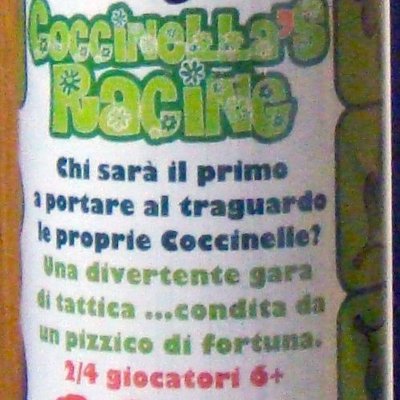 Coccinella's
Racing
Chi sarà il primo
a portare al traguardo
le proprie Coccinelle?
Una divertente gara
di tattica ...condita da
un pizzico di fortuna.
2/4 giocatori 6+